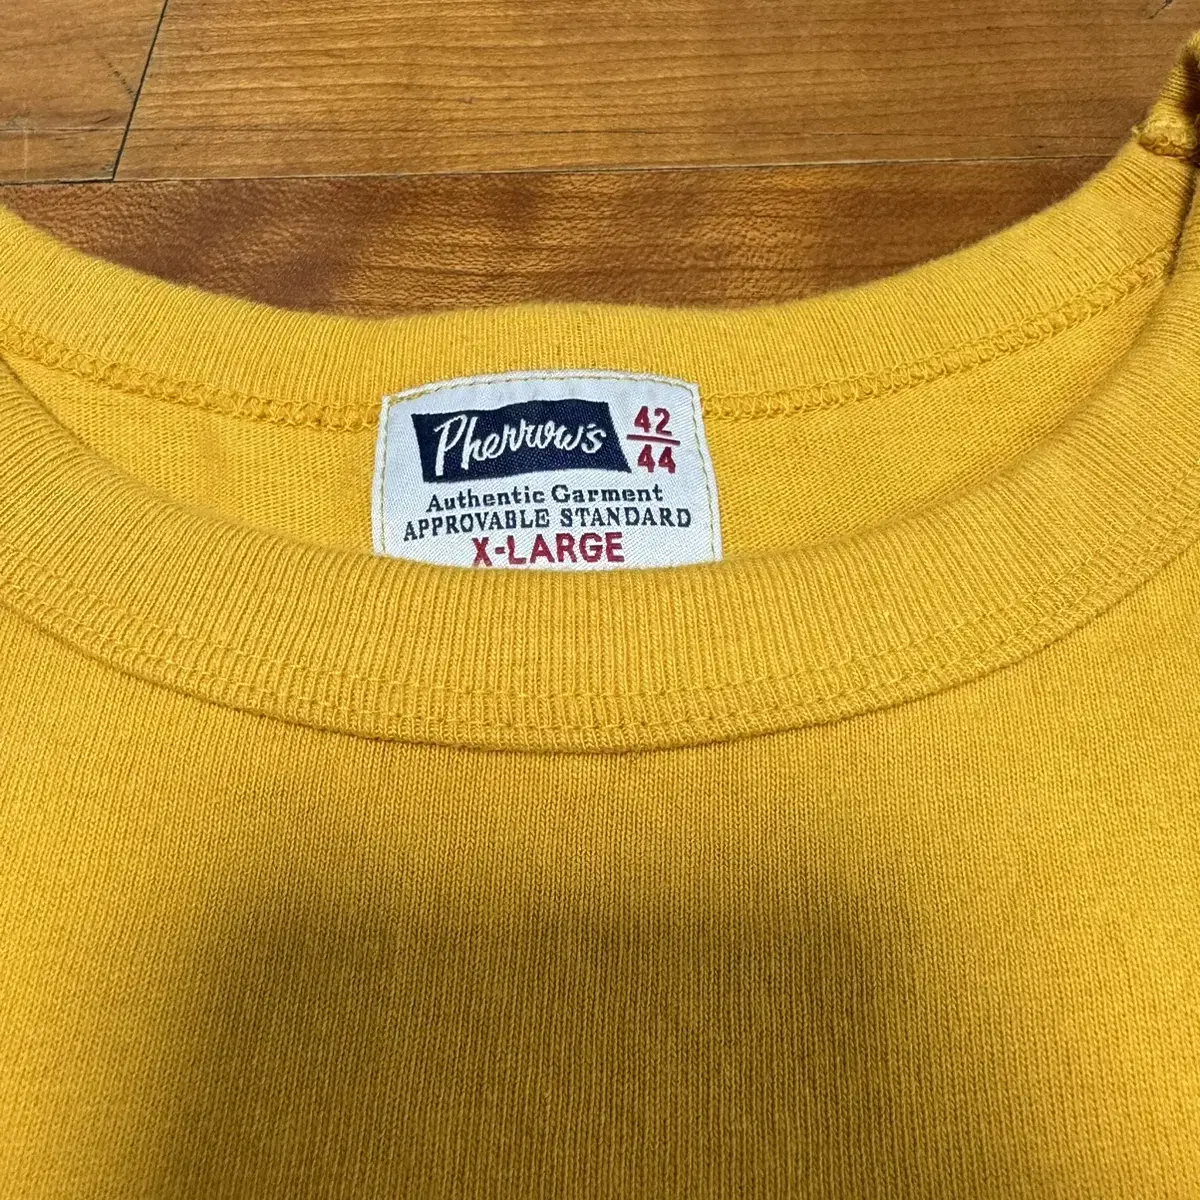 Pherrow's
42
44
Authentic Garment
APPROVABLE STANDARD
X-LARGE